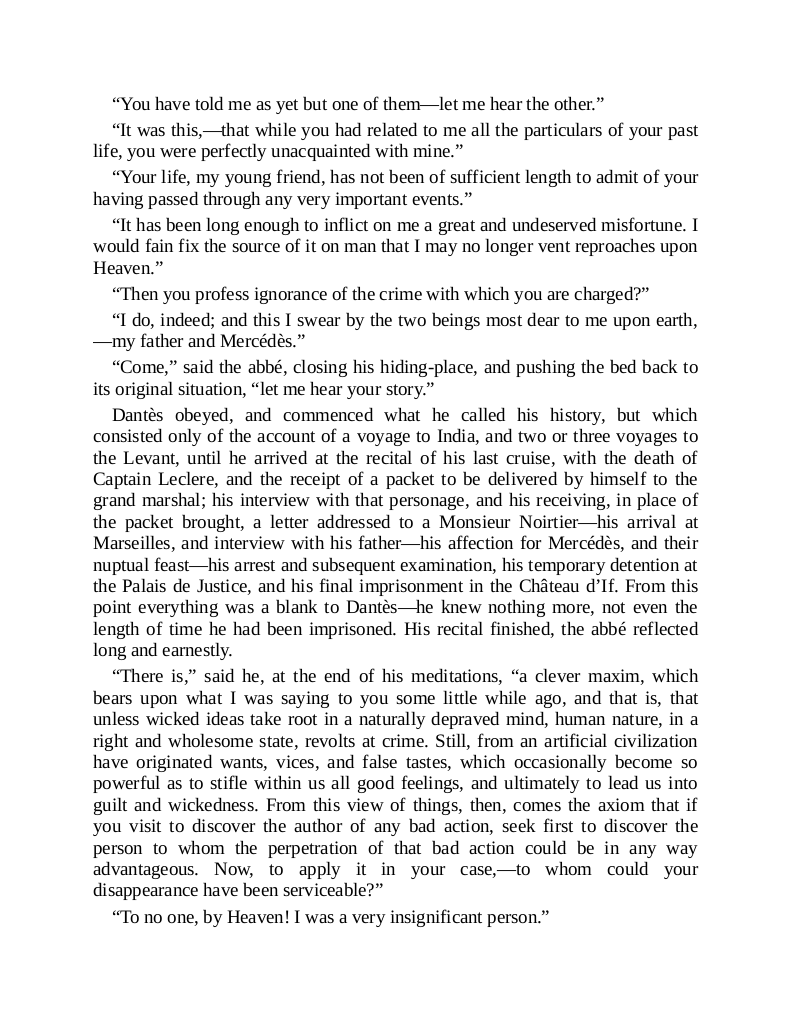 “You have told me as yet but one of them—let me hear the other.”
“It was this,—that while you had related to me all the particulars of your past
life, you were perfectly unacquainted with mine.”
“Your life, my young friend, has not been of sufficient length to admit of your
having passed through any very important events.”
“It has been long enough to inflict on me a great and undeserved misfortune. I
would fain fix the source of it on man that I may no longer vent reproaches upon
Heaven.”
“Then you profess ignorance of the crime with which you are charged?”
“I do, indeed; and this I swear by the two beings most dear to me upon earth,
—my father and Mercédès.”
“Come,” said the abbé, closing his hiding-place, and pushing the bed back to
its original situation, “let me hear your story.”
Dantès obeyed, and commenced what he called his history, but which
consisted only of the account of a voyage to India, and two or three voyages to
the Levant, until he arrived at the recital of his last cruise, with the death of
Captain Leclere, and the receipt of a packet to be delivered by himself to the
grand marshal; his interview with that personage, and his receiving, in place of
the packet brought, a letter addressed to a Monsieur Noirtier—his arrival at
Marseilles, and interview with his father—his affection for Mercédès, and their
nuptual feast—his arrest and subsequent examination, his temporary detention at
the Palais de Justice, and his final imprisonment in the Château d’If. From this
point everything was a blank to Dantès—he knew nothing more, not even the
length of time he had been imprisoned. His recital finished, the abbé reflected
long and earnestly.
“There is,” said he, at the end of his meditations, “a clever maxim, which
bears upon what I was saying to you some little while ago, and that is, that
unless wicked ideas take root in a naturally depraved mind, human nature, in a
right and wholesome state, revolts at crime. Still, from an artificial civilization
have originated wants, vices, and false tastes, which occasionally become so
powerful as to stifle within us all good feelings, and ultimately to lead us into
guilt and wickedness. From this view of things, then, comes the axiom that if
you visit to discover the author of any bad action, seek first to discover the
person to whom the perpetration of that bad action could be in any way
advantageous. Now, to apply it in your case,—to whom could your
disappearance have been serviceable?”
“To no one, by Heaven! I was a very insignificant person.”